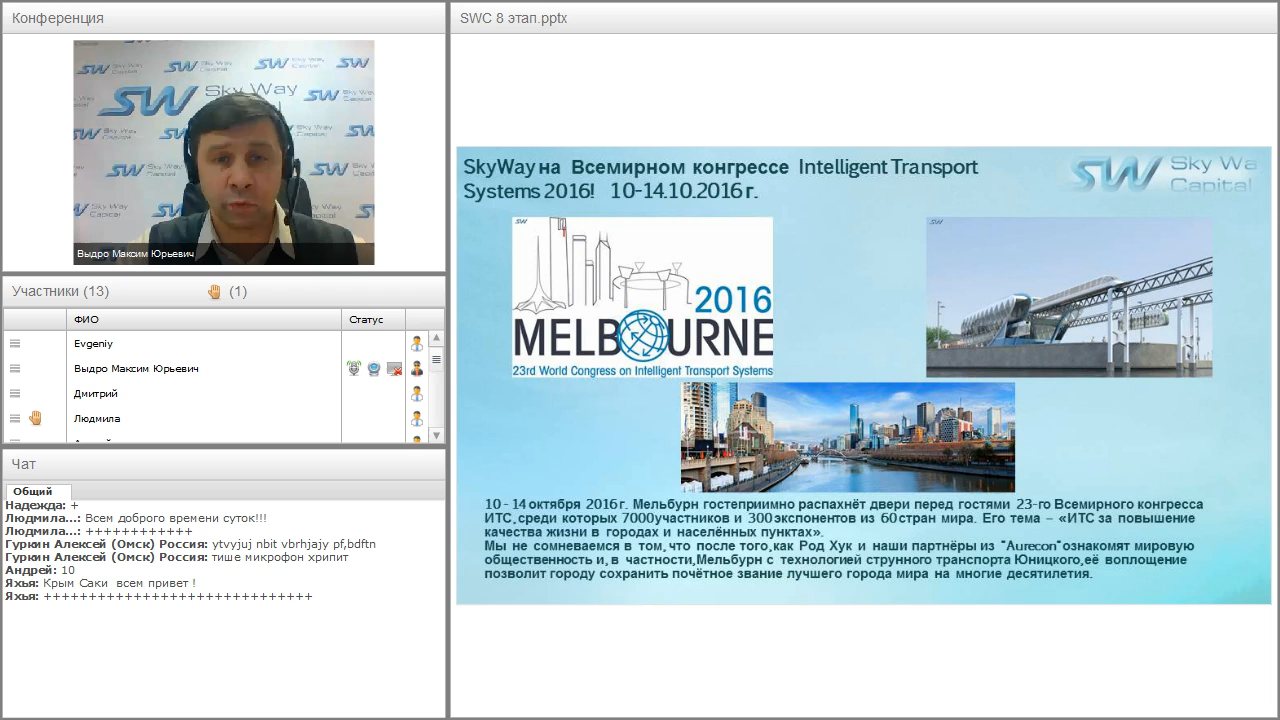 Конференция
SW Sky Way Capital
Выдро Максим Юрьевич
Участники (13) (1)
ФИО Статус
Evgeniy
Выдро Максим Юрьевич
Дмитрий
Людмила
Чат
Общий
Надежда: +
Людмила...: Всем доброго времени суток!!!
Людмила...: ++++++++++++
Гуркин Алексей (Омск) Россия: ytvyjuj nbit vbrhjajy pf,bdftn
Гуркин Алексей (Омск) Россия: тише микрофон хрипит
Андрей: 10
Яхья: Крым Саки всем привет !
Яхья: ++++++++++++++++++++++++++++++
SWC 8 этап.pptx
SkyWay на Всемирном конгрессе Intelligent Transport
Systems 2016! 10-14.10.2016 г.
SW Sky Wa
Capital
SW
2016
MELBOURNE
23rd World Congress on Intelligent Transport Systems
SW
10 - 14 октября 2016 г. Мельбурн гостеприимно распахнёт двери перед гостями 23-го Всемирного конгресса
ИТС, среди которых 7000 участников и 300 экспонентов из 60 стран мира. Его тема – «ИТС за повышение
качества жизни в городах и населённых пунктах».
Мы не сомневаемся в том, что после того, как Род Хук и наши партнёры из "Aurecon" ознакомят мировую
общественность и, в частности, Мельбурн с технологией струнного транспорта Юницкого, её воплощение
позволит городу сохранить почётное звание лучшего города мира на многие десятилетия.